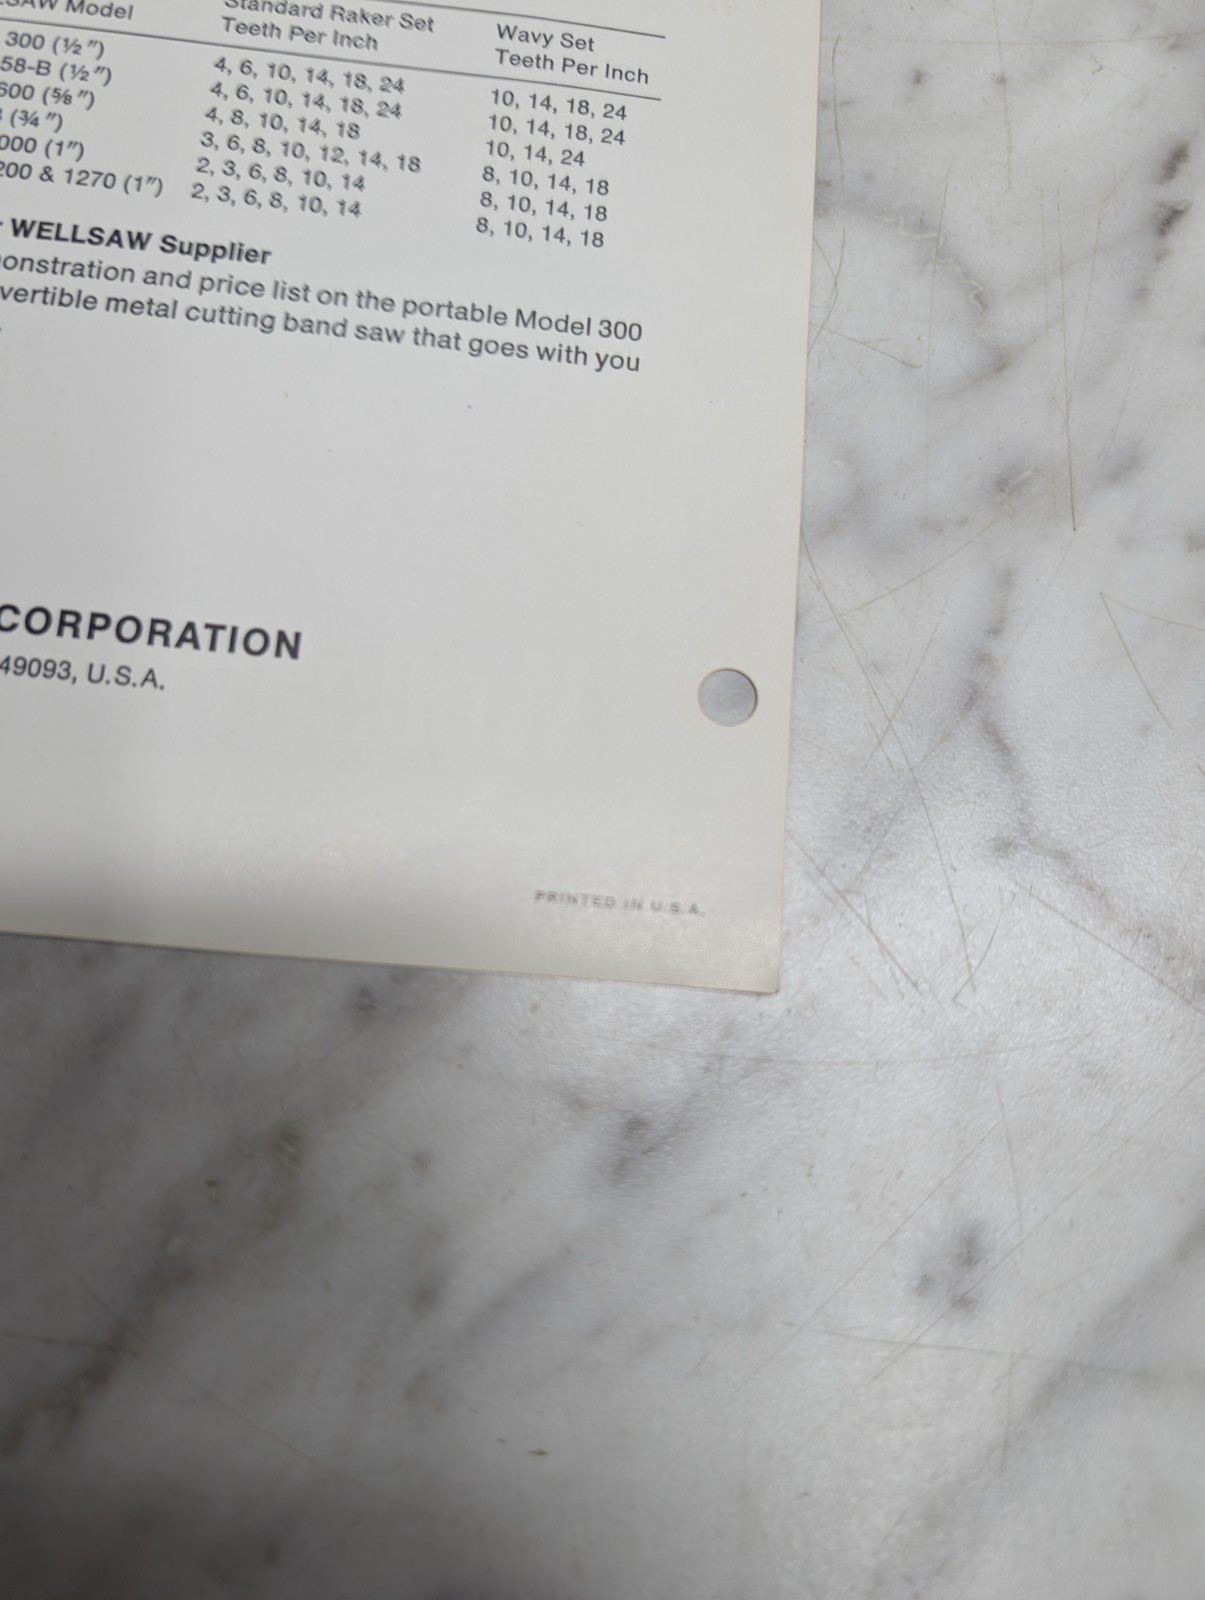 SAW Model Standard Raker Set Teeth Per Inch Wavy Set Teeth Per Inch
300 (½") 4, 6, 10, 14, 18, 24 10, 14, 18, 24
58-B (½") 4, 6, 10, 14, 18, 24 10, 14, 18, 24
600 (⅝") 4, 8, 10, 14, 18 10, 14, 24
(¾") 3, 6, 8, 10, 12, 14, 18 8, 10, 14, 18
000 (1") 2, 3, 6, 8, 10, 14 8, 10, 14, 18
200 & 1270 (1") 2, 3, 6, 8, 10, 14 8, 10, 14, 18
WELLSAW Supplier
onstration and price list on the portable Model 300
vertible metal cutting band saw that goes with you
CORPORATION
49093, U.S.A.
PRINTED IN U.S.A.